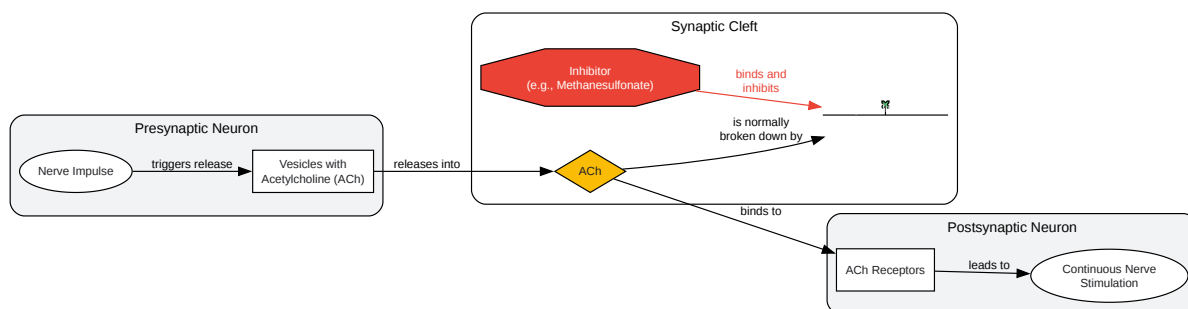 Synaptic Cleft
Inhibitor
(e.g., Methanesulfonate)
binds and
inhibits
is normally
broken down by
Presynaptic Neuron
Nerve Impulse
triggers release
Vesicles with
Acetylcholine (ACh)
releases into
ACh
binds to
Postsynaptic Neuron
ACh Receptors
leads to
Continuous Nerve
Stimulation